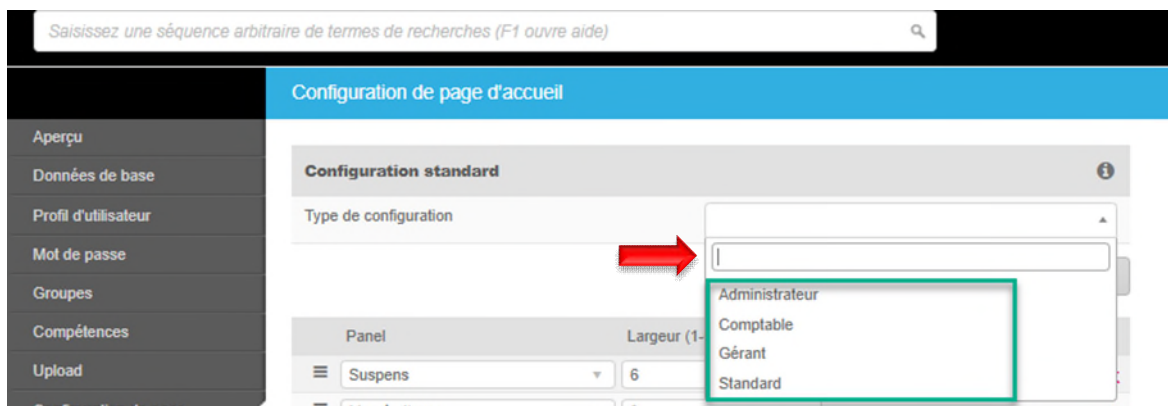 Saisissez une séquence arbitraire de termes de recherches (F1 ouvre aide)
Configuration de page d'accueil
Aperçu
Données de base
Profil d'utilisateur
Mot de passe
Groupes
Compétences
Upload
Configuration standard
Type de configuration
Administrateur
Comptable
Gérant
Standard
Panel
Largeur (1-
Suspens
6